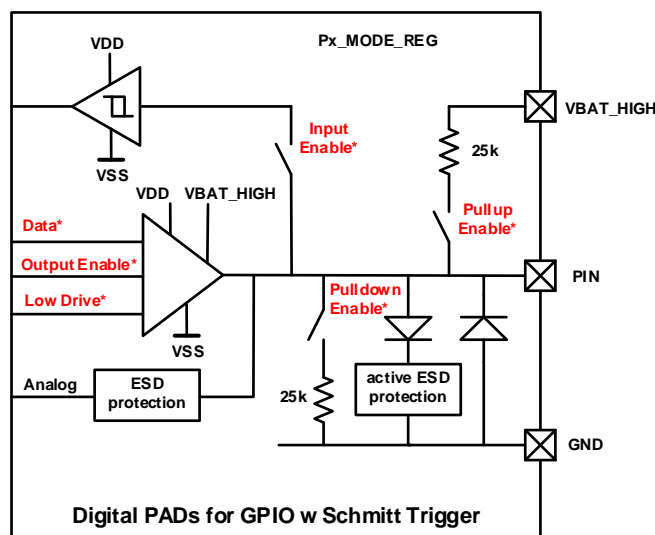 VDD
Px_MODE_REG
VBAT_HIGH
Input
Enable*
25k
VSS
VDD
VBAT_HIGH
Pullup
Enable*
Data*
Output Enable*
PIN
Pulldown
Enable*
Low Drive*
VSS
Analog
ESD
protection
25k
active ESD
protection
GND
Digital PADs for GPIO w Schmitt Trigger